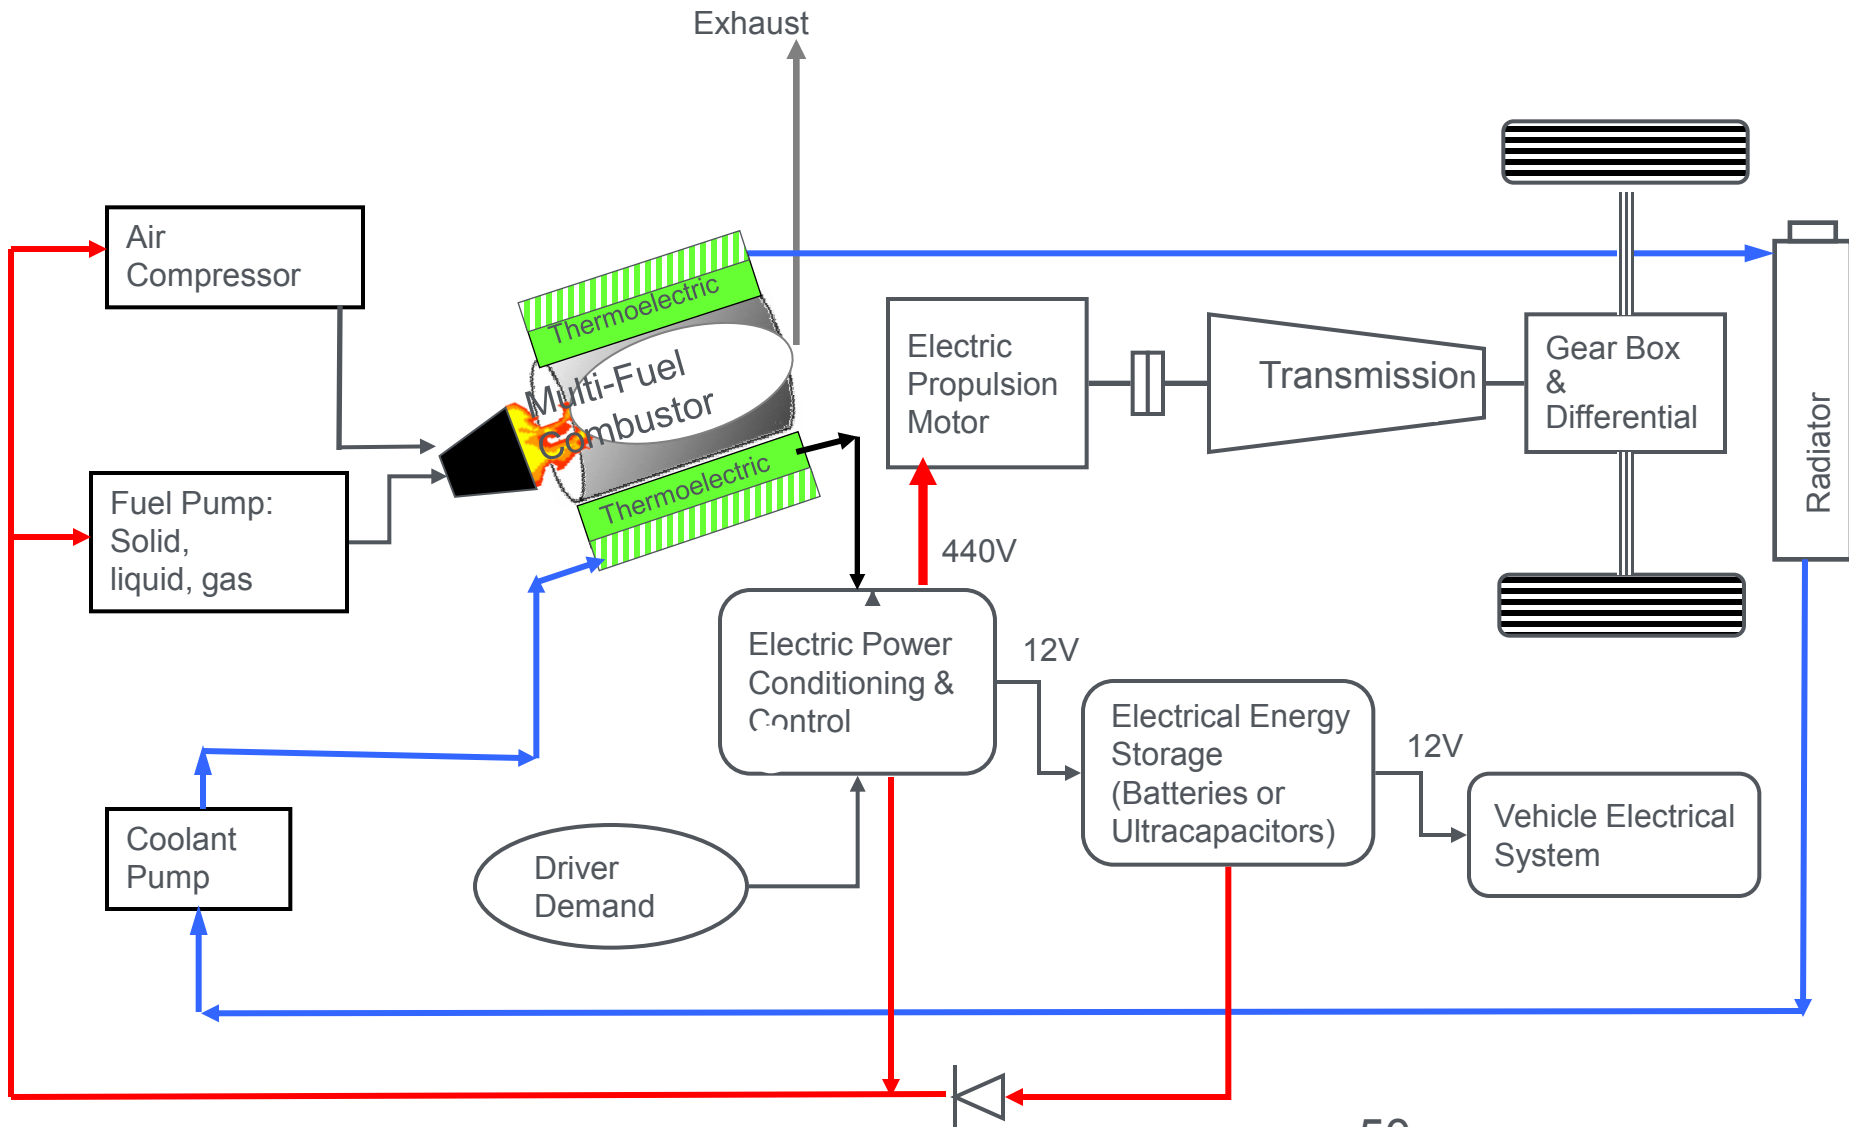 Exhaust
Air
Compressor
Thermoelectric
Multi-Fuel
Combustor
Thermoelectric
Fuel Pump:
Solid,
liquid, gas
Electric
Propulsion
Motor
Transmission
Gear Box
&
Differential
Radiator
440V
Electric Power
Conditioning &
Control
12V
Electrical Energy
Storage
(Batteries or
Ultracapacitors)
12V
Vehicle Electrical
System
Coolant
Pump
Driver
Demand